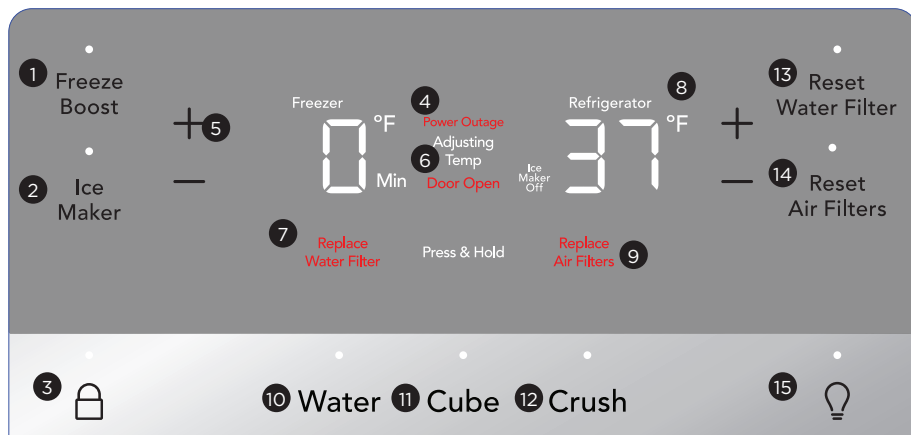 1 Freeze
Boost
2 Ice
Maker
5
Freezer
0 °F
Min
4
Power Outage
Adjusting
Temp
6
Door Open
Refrigerator
8
Ice
Maker
Off
37 °F
13
Reset
Water Filter
14
Reset
Air Filters
7
Replace
Water Filter
Press & Hold
Replace
Air Filters 9
3
10 Water 11 Cube 12 Crush
15